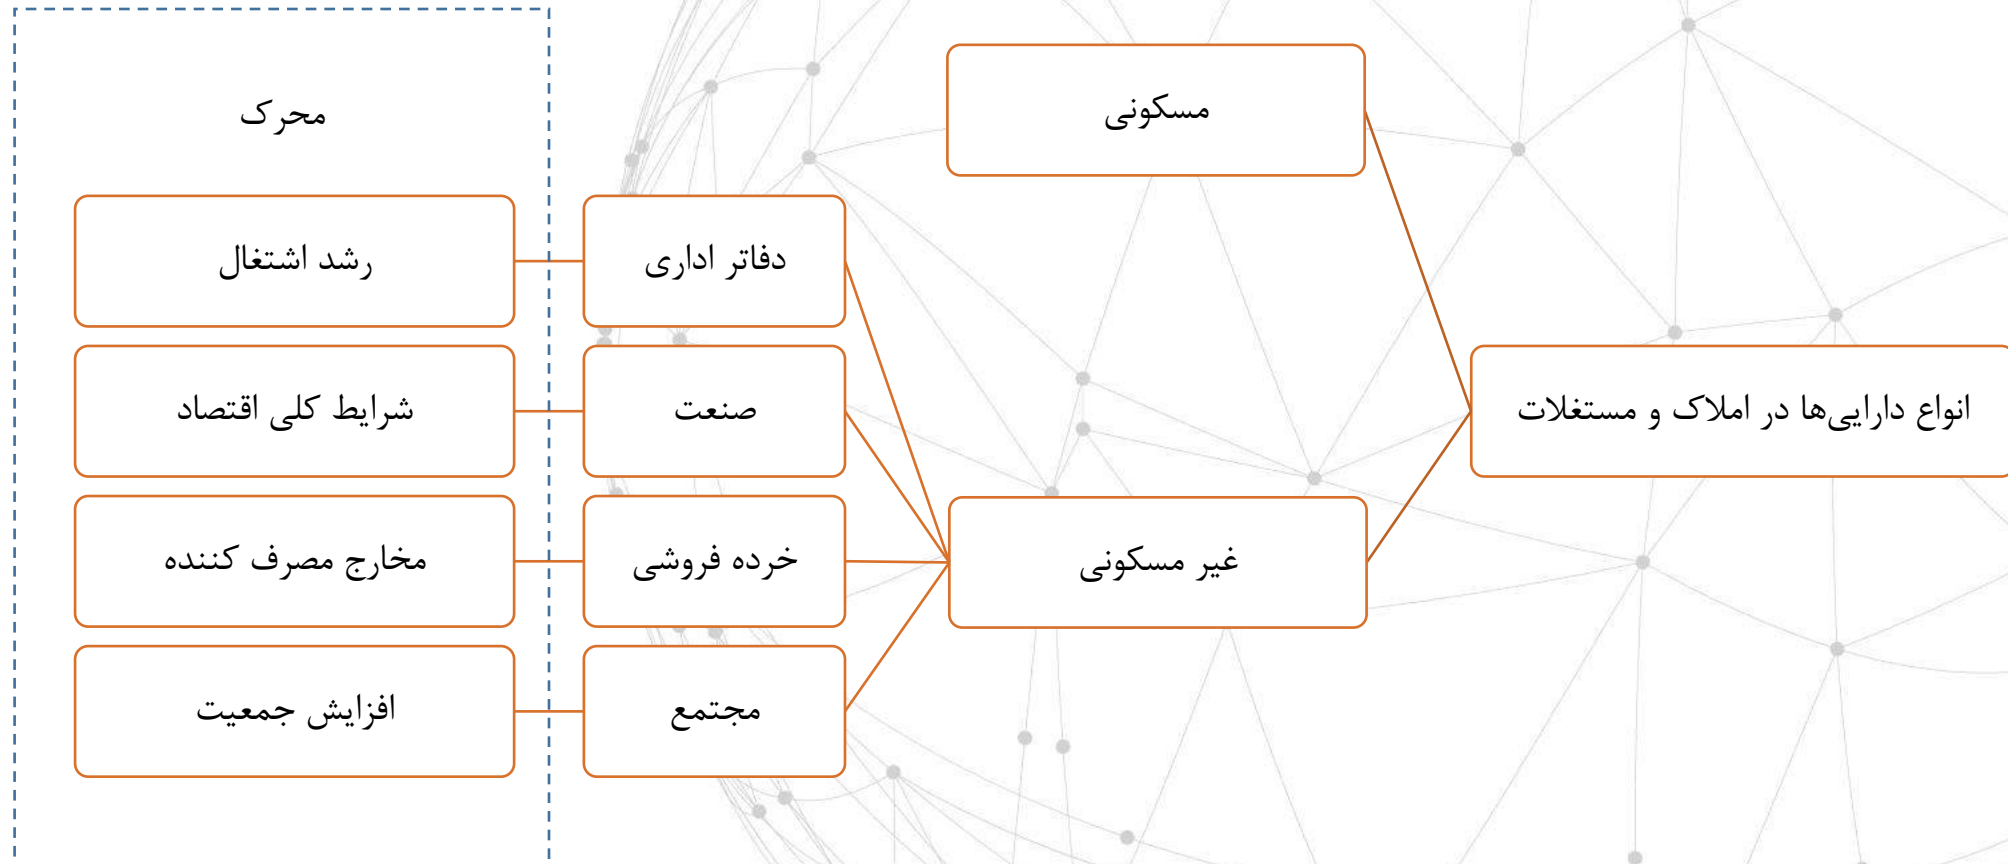 انواع دارایی‌ها در املاک و مستغلات
مسکونی
غیر مسکونی
دفاتر اداری
صنعت
خرده فروشی
مجتمع
محرک
رشد اشتغال
شرایط کلی اقتصاد
مخارج مصرف کننده
افزایش جمعیت